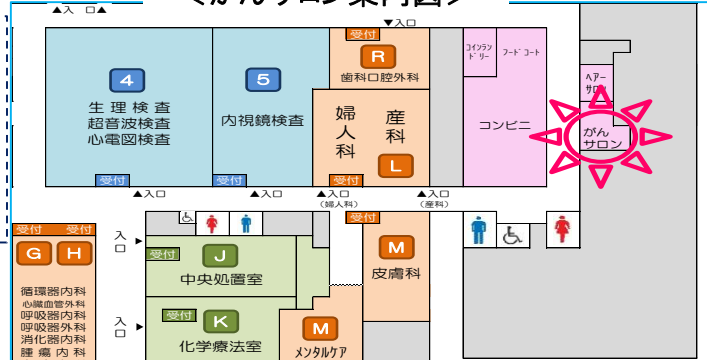 <がんサロン案内図>
▲入口▲
▼入口
受付
R
歯科口腔外科
4
生理検査
超音波検査
心電図検査
受付
5
内視鏡検査
受付
婦人科
産科
L
受付
コインランドリー
フードコート
コンビニ
ヘアーサロン
がん
サロン
▲入口
▲入口
▲入口
(婦人科)
▲入口
(産科)
受付 受付
G H
循環器内科
心臓血管外科
呼吸器内科
呼吸器外科
消化器内科
腫瘍内科
入口▶
受付
J
中央処置室
入口▶
受付
K
化学療法室
受付
M
皮膚科
M
メンタルケア